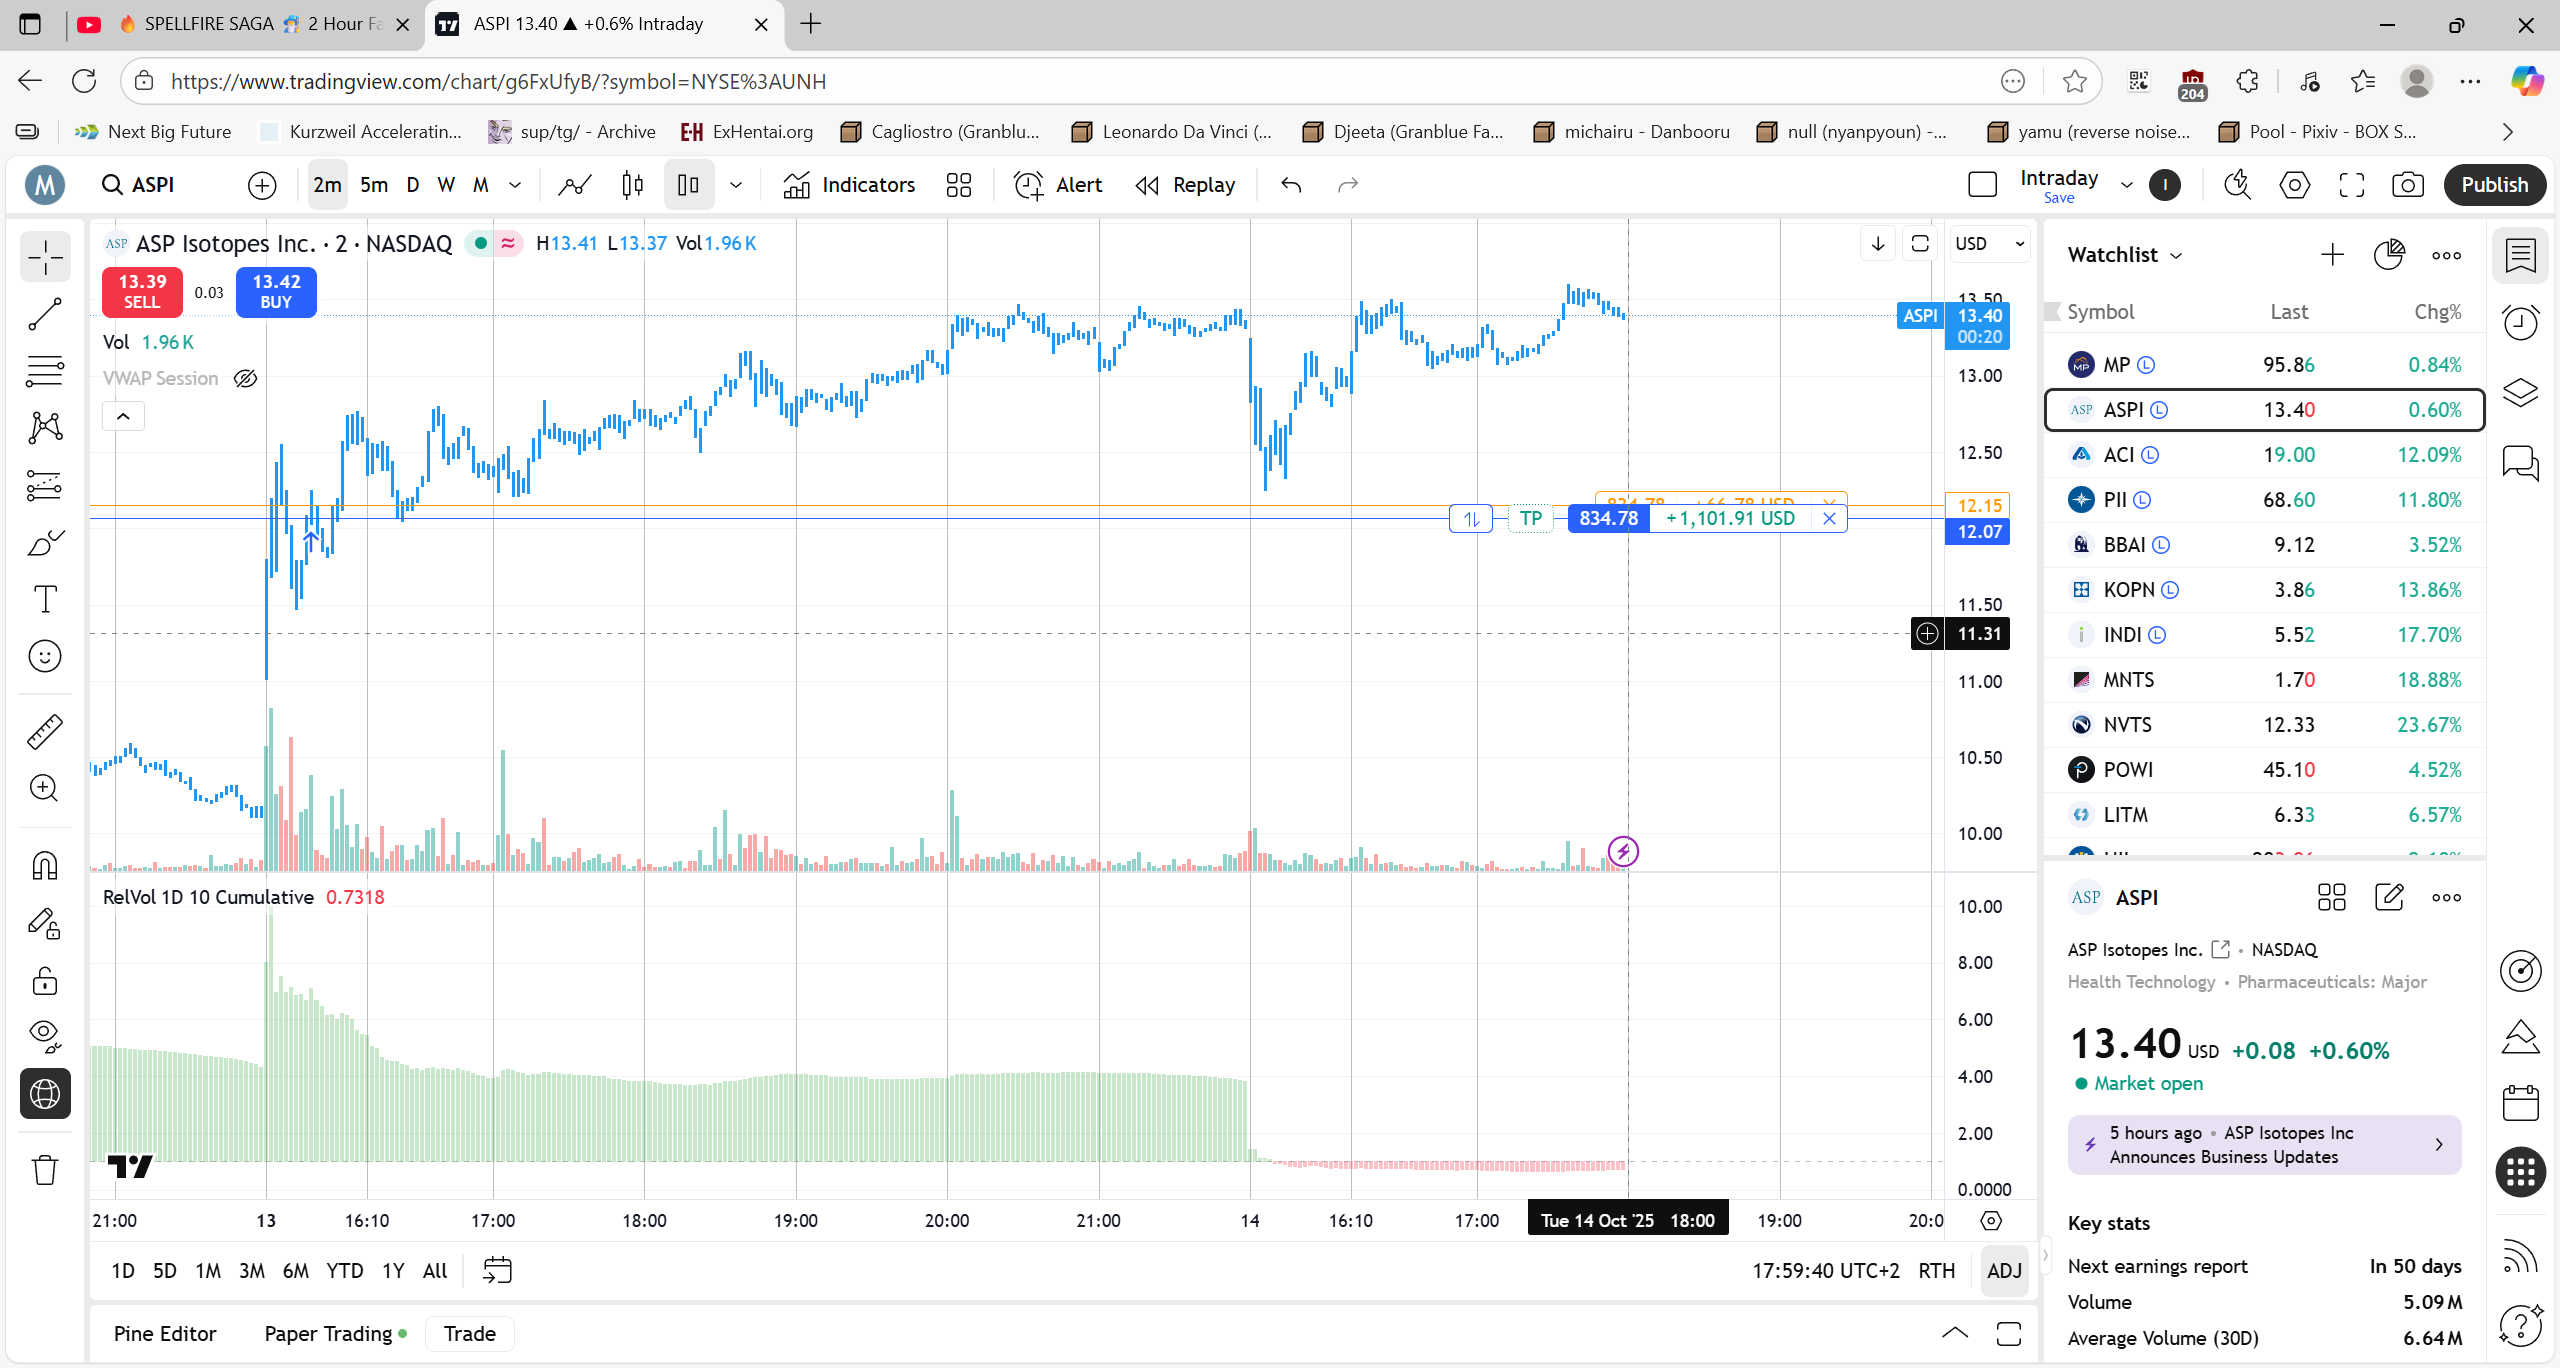 SPELLFIRE SAGA 2 Hour Fa
ASPI 13.40 ▲ +0.6% Intraday
https://www.tradingview.com/chart/g6FxUfyB/?symbol=NYSE%3AUNH
204
Next Big Future
Kurzweil Acceleratin...
sup/tg/ - Archive
ExHentai.org
Cagliostro (Granblu...
Leonardo Da Vinci (...
Djeeta (Granblue Fa...
michairu - Danbooru
null (nyanpyoun) -...
yamu (reverse noise...
Pool - Pixiv - BOX S...
M
ASPI
2m 5m D W M
Indicators
Alert
Replay
Intraday
Save
I
Publish
ASP ASP Isotopes Inc. · 2 · NASDAQ
H13.41 L13.37 Vol1.96 K
USD
13.39
SELL
0.03
13.42
BUY
Vol 1.96 K
VWAP Session
13.50
ASPI 13.40
00:20
13.00
12.50
834.78 +66.78 USD
12.15
TP 834.78 +1,101.91 USD
12.07
11.50
11.31
11.00
10.50
10.00
RelVol 1D 10 Cumulative 0.7318
10.00
8.00
6.00
4.00
2.00
0.0000
21:00 13 16:10 17:00 18:00 19:00 20:00 21:00 14 16:10 17:00 Tue 14 Oct '25 18:00 19:00 20:0
1D 5D 1M 3M 6M YTD 1Y All
17:59:40 UTC+2 RTH ADJ
Pine Editor Paper Trading Trade
Watchlist
Symbol Last Chg%
MP L 95.86 0.84%
ASP ASPI L 13.40 0.60%
ACI L 19.00 12.09%
PII L 68.60 11.80%
BBAI L 9.12 3.52%
KOPN L 3.86 13.86%
INDI L 5.52 17.70%
MNTS 1.70 18.88%
NVTS 12.33 23.67%
POWI 45.10 4.52%
LITM 6.33 6.57%
ASP ASPI
ASP Isotopes Inc. • NASDAQ
Health Technology • Pharmaceuticals: Major
13.40 USD +0.08 +0.60%
Market open
5 hours ago • ASP Isotopes Inc
Announces Business Updates
Key stats
Next earnings report In 50 days
Volume 5.09 M
Average Volume (30D) 6.64 M